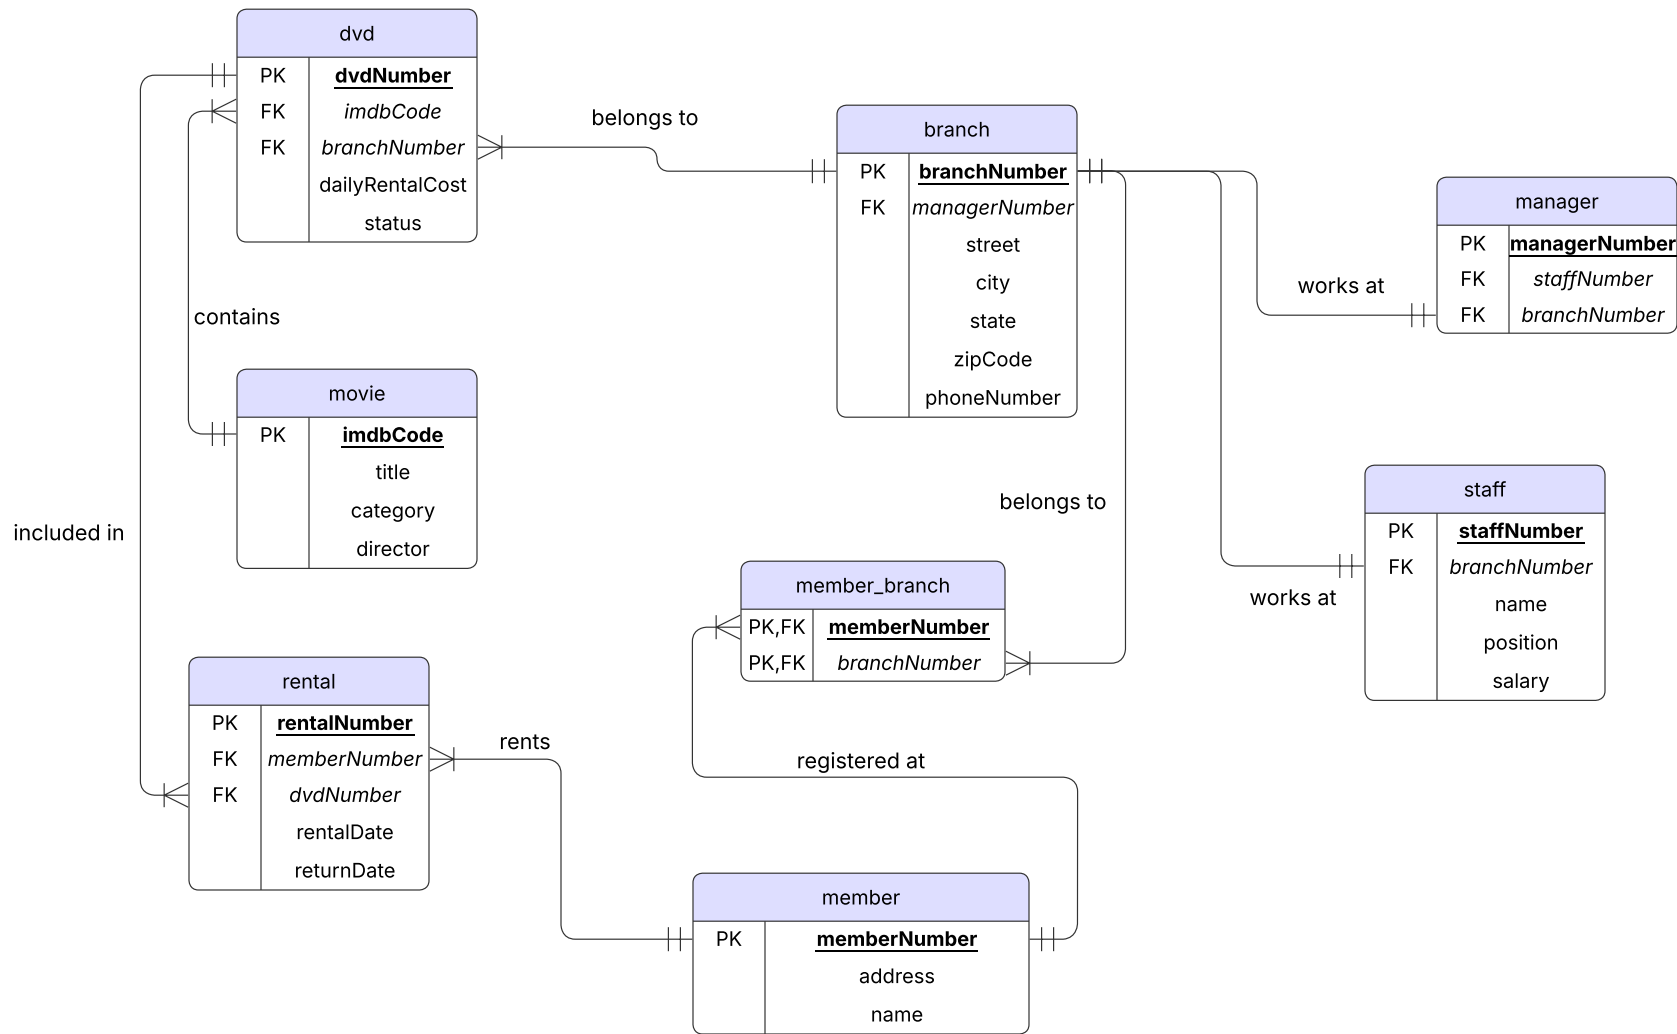 dvd
PK dvdNumber
FK imdbCode
FK branchNumber
dailyRentalCost
status
belongs to
branch
PK branchNumber
FK managerNumber
street
city
state
zipCode
phoneNumber
manager
PK managerNumber
FK staffNumber
FK branchNumber
works at
contains
movie
PK imdbCode
title
category
director
included in
belongs to
staff
PK staffNumber
FK branchNumber
name
position
salary
works at
member_branch
PK,FK memberNumber
PK,FK branchNumber
rental
PK rentalNumber
FK memberNumber
FK dvdNumber
rentalDate
returnDate
rents
registered at
member
PK memberNumber
address
name